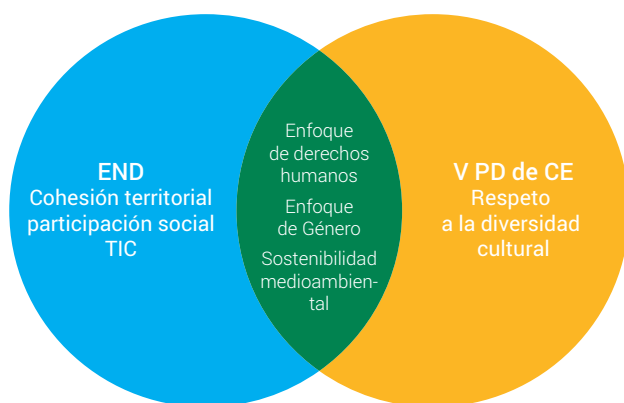 END
Cohesión territorial
participación social
TIC
Enfoque
de derechos
humanos
Enfoque
de Género
Sostenibilidad
medioambien-
tal
V PD de CE
Respeto
a la diversidad
cultural